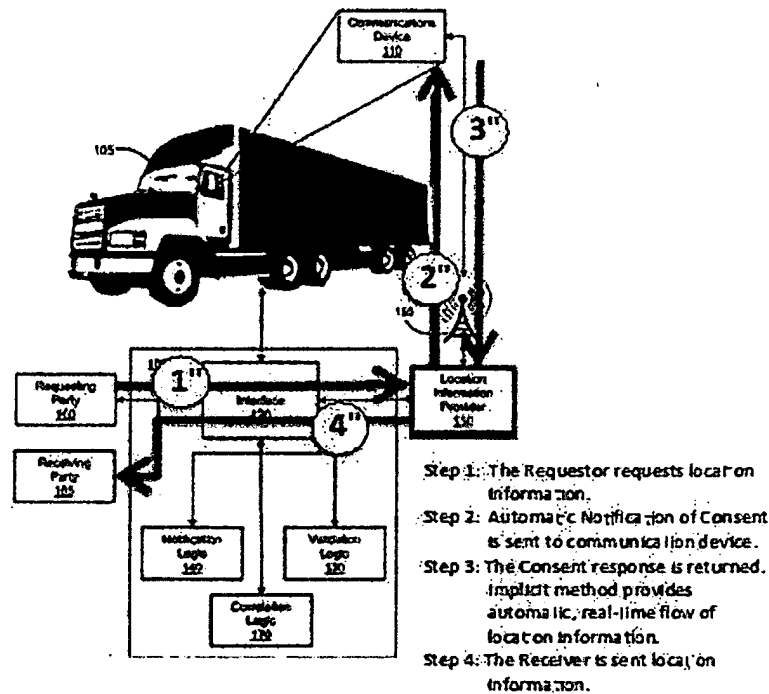 Communications
Device
110
105
3"
2"
Requesting
Party
160
1"
Interface
120
Location
Information
Provider
150
4"
Receiving
Party
165
Notification
Logic
140
Validation
Logic
130
Correlation
Logic
170
Step 1: The Requestor requests location
information.
Step 2: Automatic Notification of Consent
is sent to communication device.
Step 3: The Consent response is returned.
Implicit method provides
automatic, real-time flow of
location information.
Step 4: The Receiver is sent location
information.